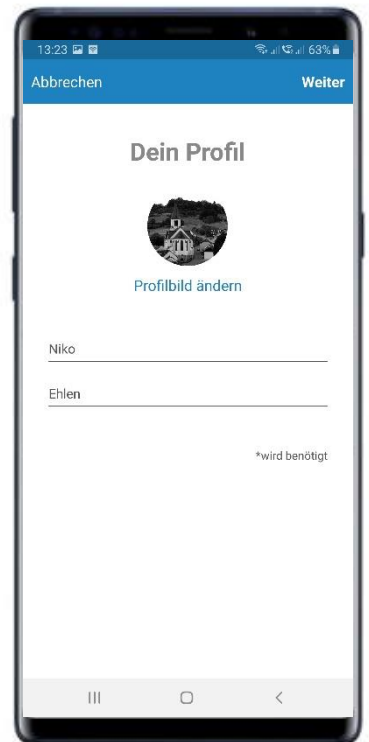 13:23 63%
Abbrechen Weiter
Dein Profil
Profilbild ändern
Niko
Ehlen
*wird benötigt